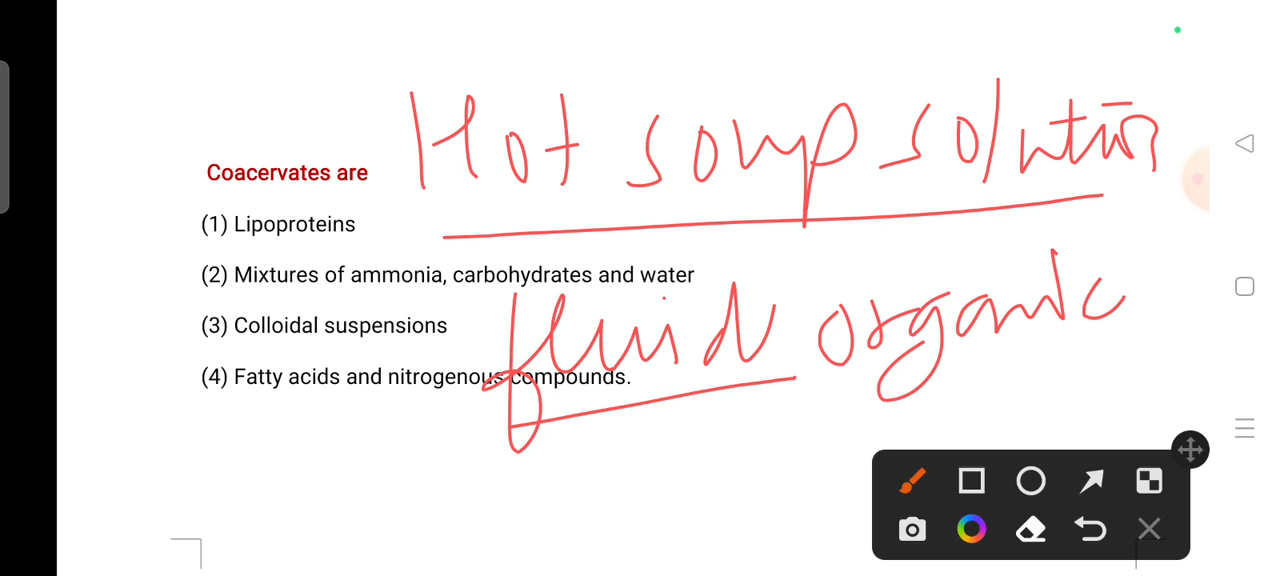 Hot soup solution
Coacervates are
(1) Lipoproteins
(2) Mixtures of ammonia, carbohydrates and water
(3) Colloidal suspensions
fluid organic
(4) Fatty acids and nitrogenous compounds.